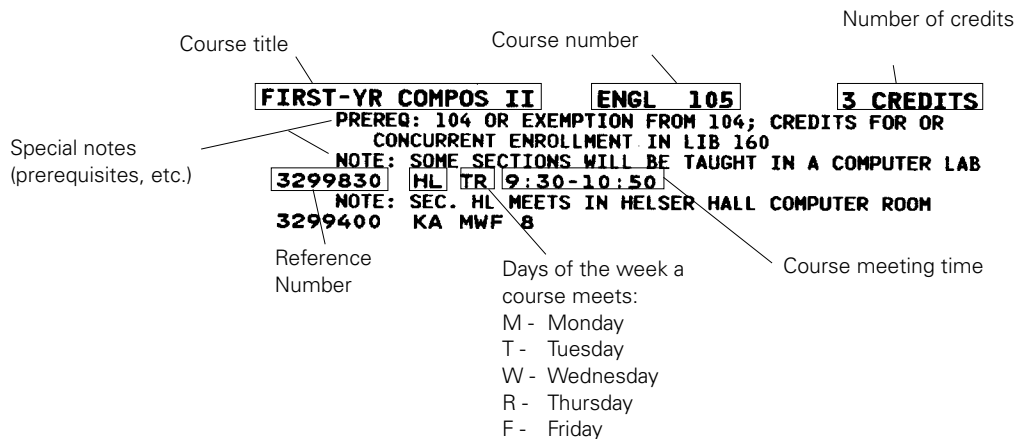 Number of credits
Course title
Course number
FIRST-YR COMPOS II ENGL 105 3 CREDITS
PREREQ: 104 OR EXEMPTION FROM 104; CREDITS FOR OR
CONCURRENT ENROLLMENT IN LIB 160
Special notes
(prerequisites, etc.)
NOTE: SOME SECTIONS WILL BE TAUGHT IN A COMPUTER LAB
3299830 HL TR 9:30-10:50
NOTE: SEC. HL MEETS IN HELSER HALL COMPUTER ROOM
3299400 KA MWF 8
Reference
Number
Days of the week a
course meets:
M - Monday
T - Tuesday
W - Wednesday
R - Thursday
F - Friday
Course meeting time